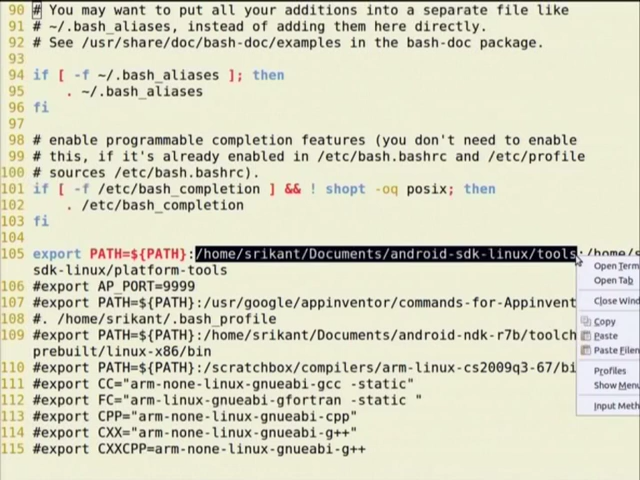 90 # You may want to put all your additions into a separate file like
91 # ~/.bash_aliases, instead of adding them here directly.
92 # See /usr/share/doc/bash-doc/examples in the bash-doc package.
93
94 if [ -f ~/.bash_aliases ]; then
95     . ~/.bash_aliases
96 fi
97
98 # enable programmable completion features (you don't need to enable
99 # this, if it's already enabled in /etc/bash.bashrc and /etc/profile
100 # sources /etc/bash.bashrc).
101 if [ -f /etc/bash_completion ] && ! shopt -oq posix; then
102     . /etc/bash_completion
103 fi
104
105 export PATH=${PATH}:/home/srikant/Documents/android-sdk-linux/tools:/home/s
sdk-linux/platform-tools
106 #export AP_PORT=9999
107 #export PATH=${PATH}:/usr/google/appinventor/commands-for-Appinvent
108 #. /home/srikant/.bash_profile
109 #export PATH=${PATH}:/home/srikant/Documents/android-ndk-r7b/toolch
prebuilt/linux-x86/bin
110 #export PATH=${PATH}:/scratchbox/compilers/arm-linux-cs2009q3-67/bi
111 #export CC="arm-none-linux-gnueabi-gcc -static"
112 #export FC="arm-none-linux-gnueabi-gfortran -static "
113 #export CPP="arm-none-linux-gnueabi-cpp"
114 #export CXX="arm-none-linux-gnueabi-g++"
115 #export CXXCPP=arm-none-linux-gnueabi-g++
Open Term
Open Tab
Close Wind
Copy
Paste
Paste Filen
Profiles
Show Menu
Input Meth